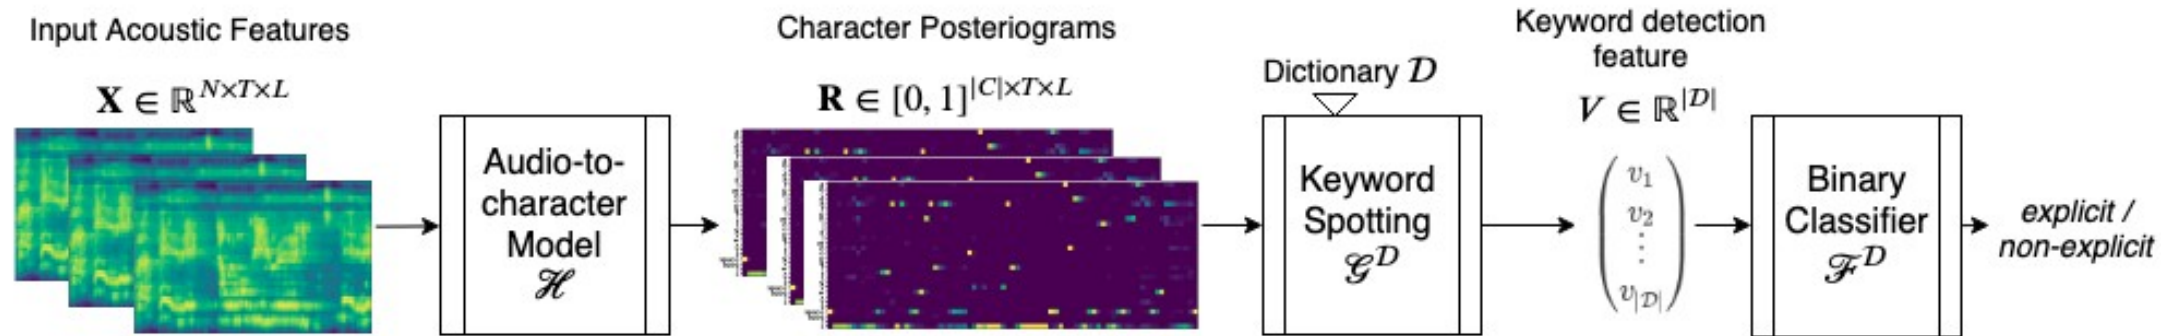 Input Acoustic Features
X ∈ ℝ^{N×T×L}
Audio-to-
character
Model
ℋ
Character Posteriograms
R ∈ [0, 1]^{|C|×T×L}
Dictionary 𝒟
Keyword
Spotting
𝒢^𝒟
Keyword detection
feature
V ∈ ℝ^{|𝒟|}
v₁
v₂
⋮
v_{|𝒟|}
Binary
Classifier
ℱ^𝒟
explicit /
non-explicit